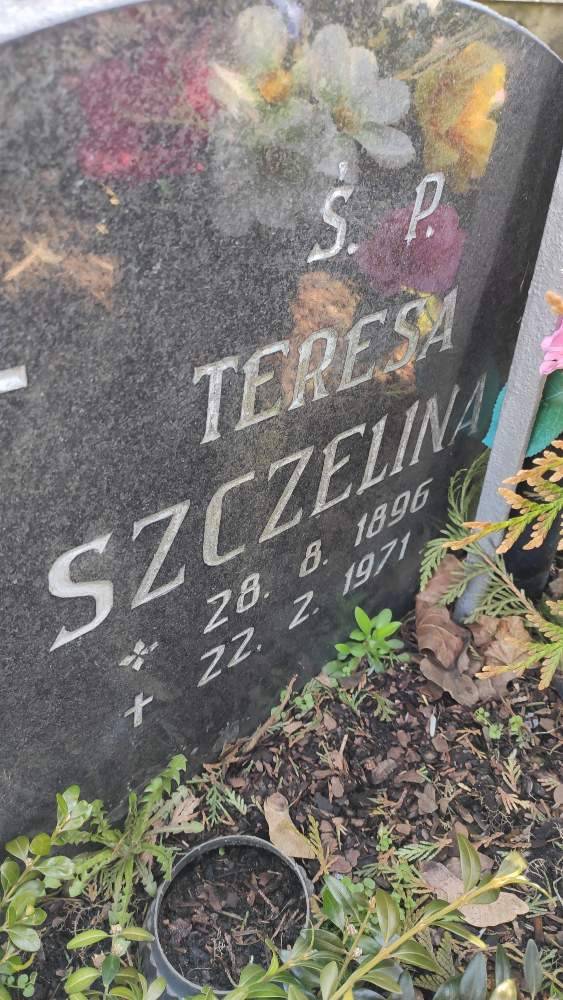 Ś. P.
TERESA
SZCZELINA
28. 8. 1896
22. 2. 1971